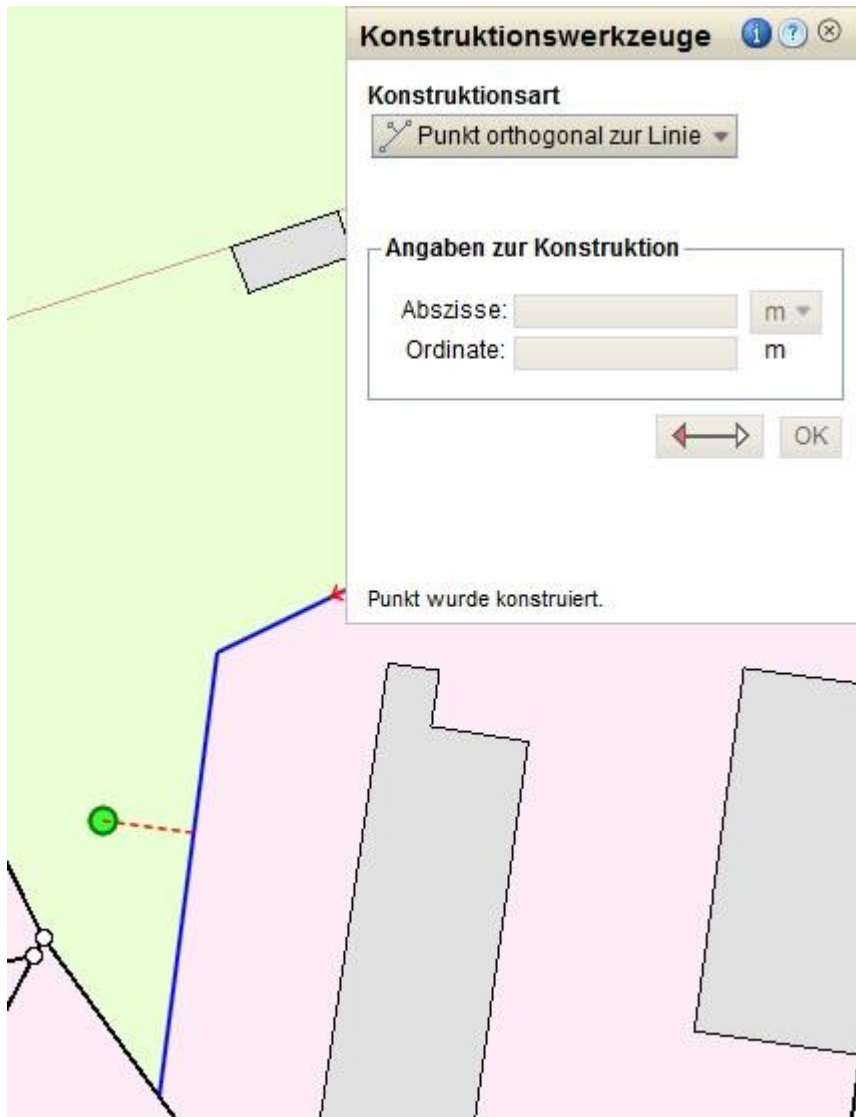 Konstruktionswerkzeuge i ?
Konstruktionsart
Punkt orthogonal zur Linie
Angaben zur Konstruktion
Abszisse: m
Ordinate: m
OK
Punkt wurde konstruiert.